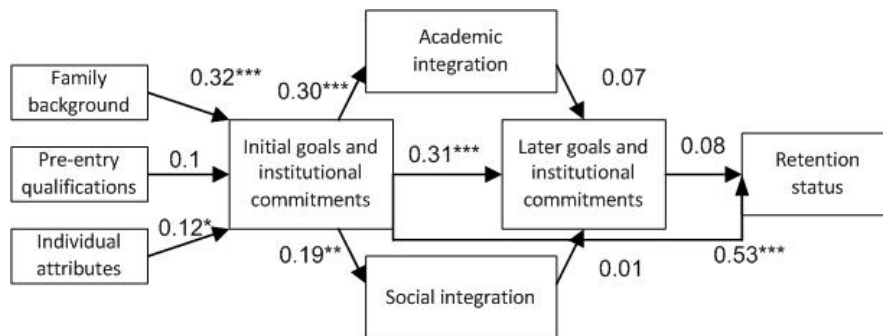 Academic
integration
Family
background
0.32***
0.30***
0.07
Pre-entry
qualifications
0.1
Initial goals and
institutional
commitments
0.31***
Later goals and
institutional
commitments
0.08
Retention
status
Individual
attributes
0.12*
0.19**
0.01
0.53***
Social integration